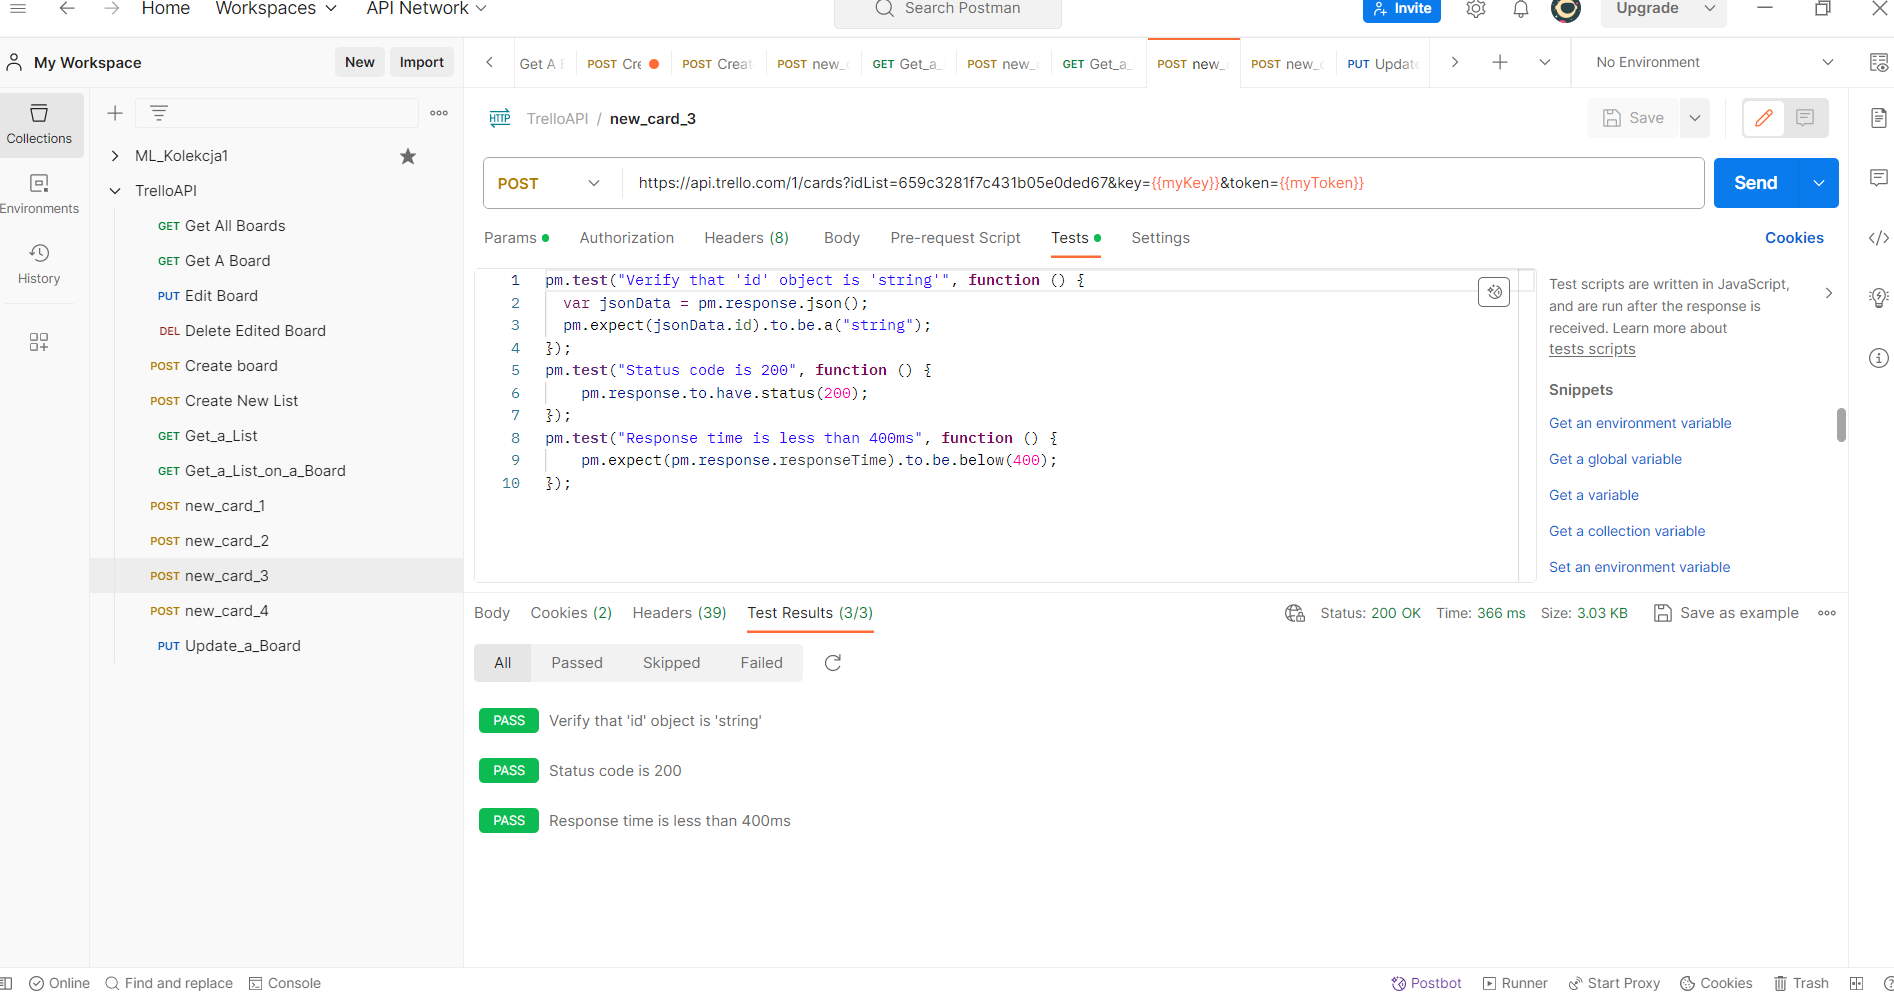 Home Workspaces API Network Search Postman Invite Upgrade
My Workspace New Import
Get A POST Cre POST Creat POST new_ GET Get_a_ POST new_ GET Get_a_ POST new_ POST new_ PUT Updat No Environment
Collections
Environments
History
ML_Kolekcja1
TrelloAPI
GET Get All Boards
GET Get A Board
PUT Edit Board
DEL Delete Edited Board
POST Create board
POST Create New List
GET Get_a_List
GET Get_a_List_on_a_Board
POST new_card_1
POST new_card_2
POST new_card_3
POST new_card_4
PUT Update_a_Board
HTTP TrelloAPI / new_card_3 Save
POST https://api.trello.com/1/cards?idList=659c3281f7c431b05e0ded67&key={{myKey}}&token={{myToken}} Send
Params Authorization Headers (8) Body Pre-request Script Tests Settings Cookies
1 pm.test("Verify that 'id' object is 'string'", function () {
2 var jsonData = pm.response.json();
3 pm.expect(jsonData.id).to.be.a("string");
4 });
5 pm.test("Status code is 200", function () {
6 pm.response.to.have.status(200);
7 });
8 pm.test("Response time is less than 400ms", function () {
9 pm.expect(pm.response.responseTime).to.be.below(400);
10 });
Test scripts are written in JavaScript,
and are run after the response is
received. Learn more about
tests scripts
Snippets
Get an environment variable
Get a global variable
Get a variable
Get a collection variable
Set an environment variable
Body Cookies (2) Headers (39) Test Results (3/3) Status: 200 OK Time: 366 ms Size: 3.03 KB Save as example
All Passed Skipped Failed
PASS Verify that 'id' object is 'string'
PASS Status code is 200
PASS Response time is less than 400ms
Online Find and replace Console Postbot Runner Start Proxy Cookies Trash